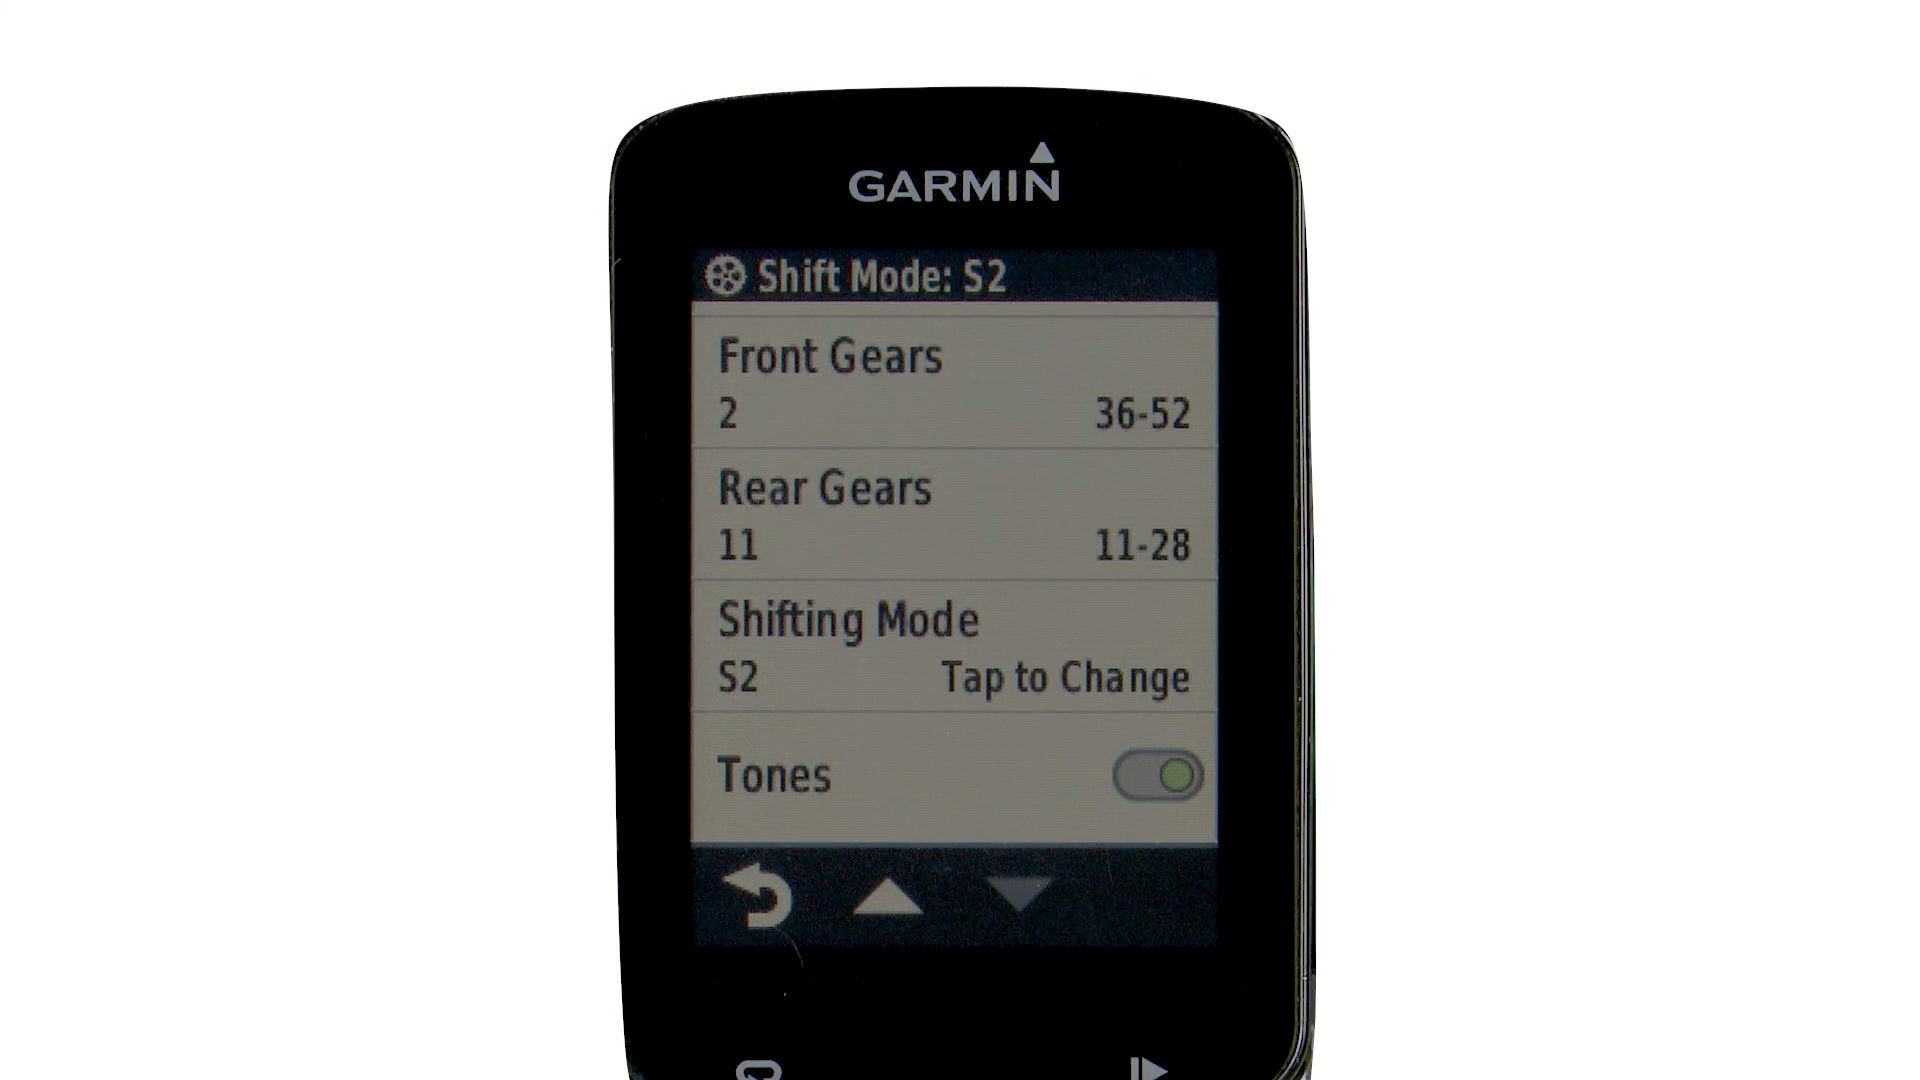 GARMIN
Shift Mode: S2
Front Gears
2 36-52
Rear Gears
11 11-28
Shifting Mode
S2 Tap to Change
Tones